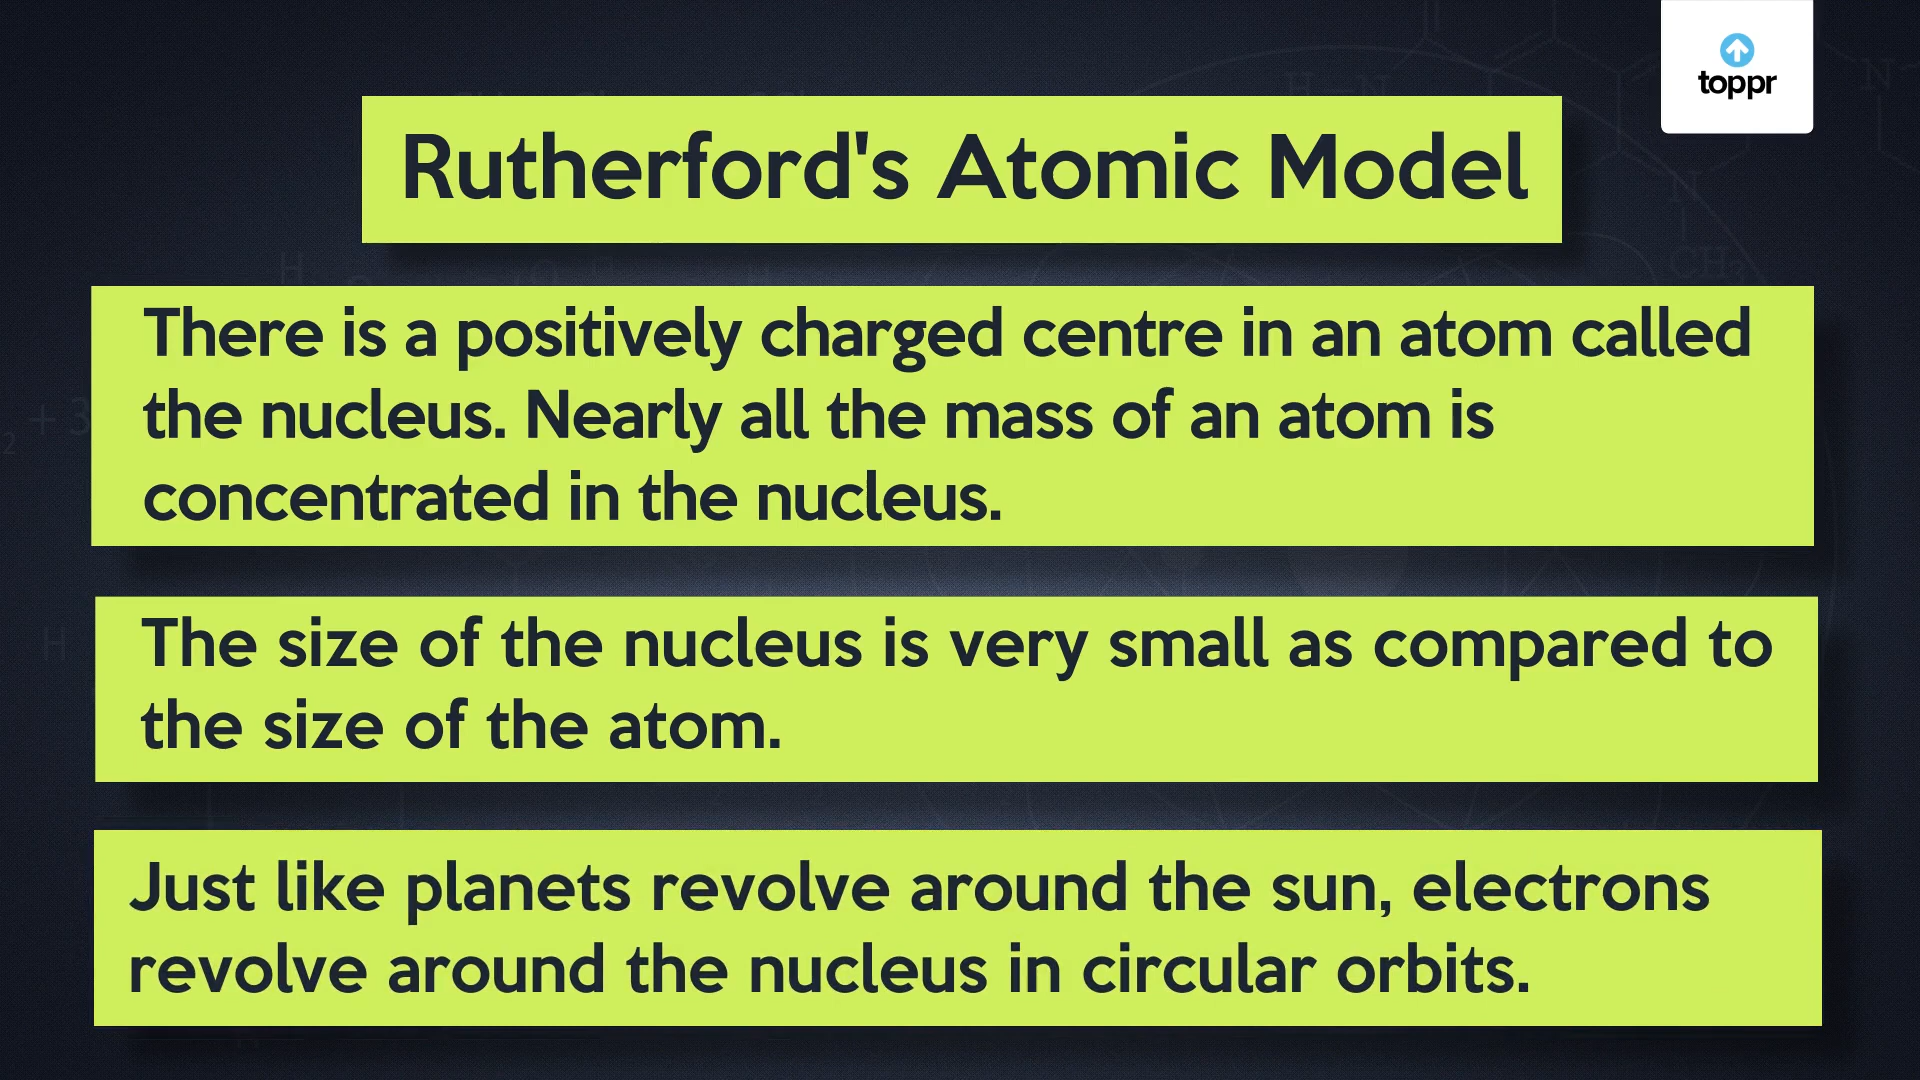 toppr
Rutherford's Atomic Model
There is a positively charged centre in an atom called
the nucleus. Nearly all the mass of an atom is
concentrated in the nucleus.
The size of the nucleus is very small as compared to
the size of the atom.
Just like planets revolve around the sun, electrons
revolve around the nucleus in circular orbits.